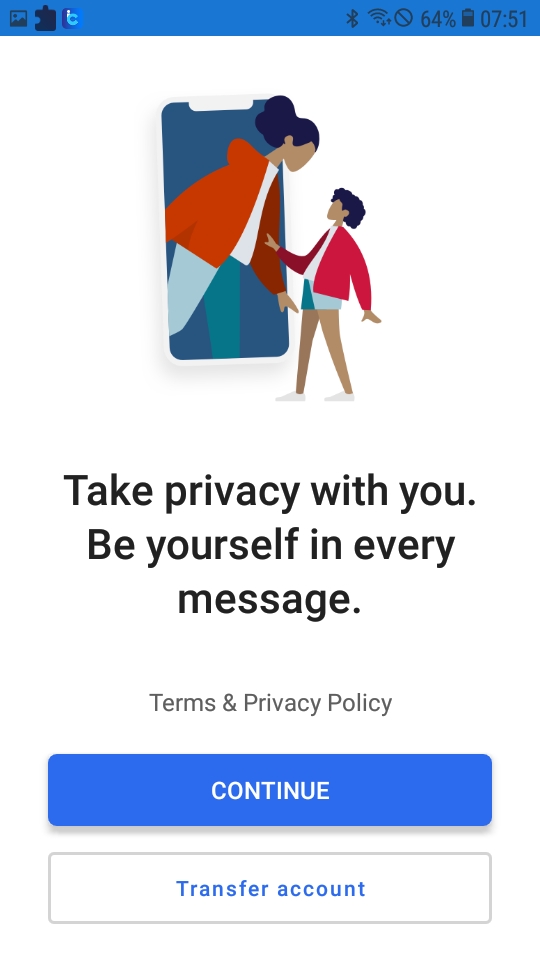 64% 07:51
Take privacy with you.
Be yourself in every
message.
Terms & Privacy Policy
CONTINUE
Transfer account